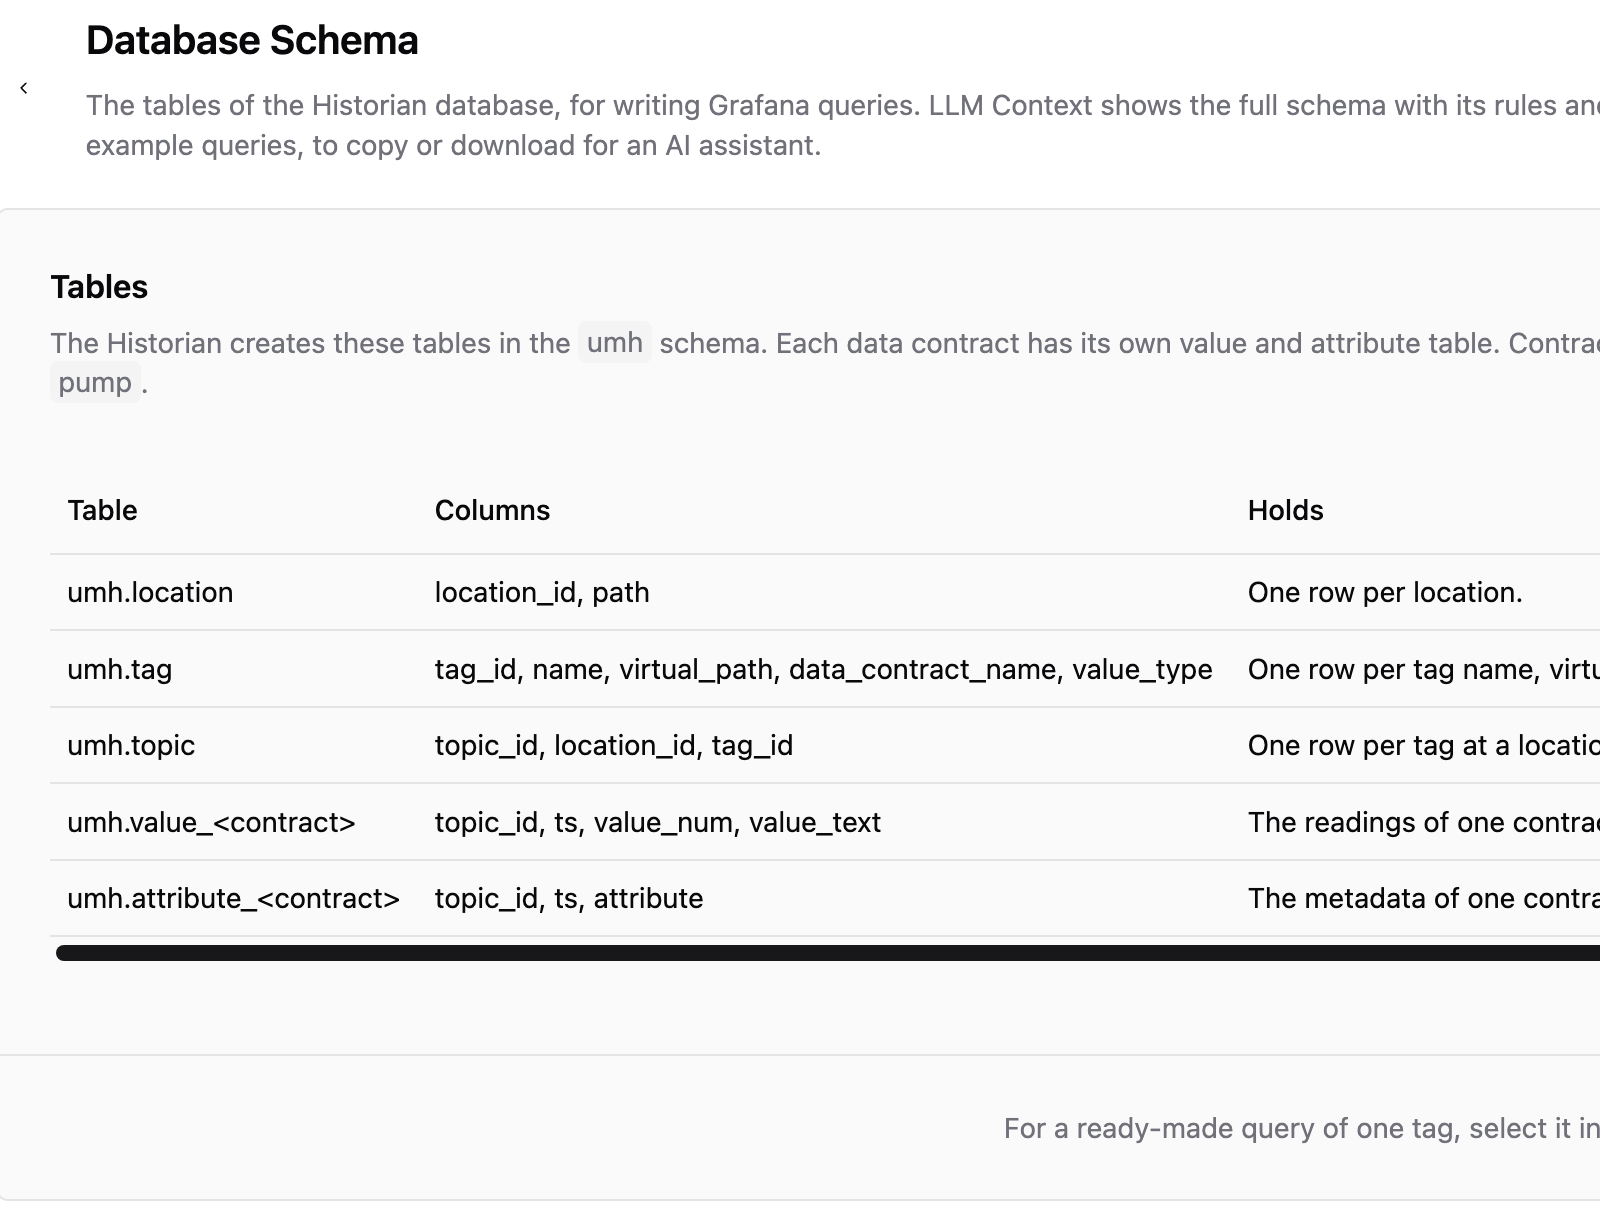 Database Schema
The tables of the Historian database, for writing Grafana queries. LLM Context shows the full schema with its rules
example queries, to copy or download for an AI assistant.
Tables
The Historian creates these tables in the umh schema. Each data contract has its own value and attribute table.
pump .
Table Columns Holds
umh.location location_id, path One row per location.
umh.tag tag_id, name, virtual_path, data_contract_name, value_type One row per tag name,
umh.topic topic_id, location_id, tag_id One row per tag at a
umh.value_<contract> topic_id, ts, value_num, value_text The readings of one
umh.attribute_<contract> topic_id, ts, attribute The metadata of one
For a ready-made query of one tag, select it in